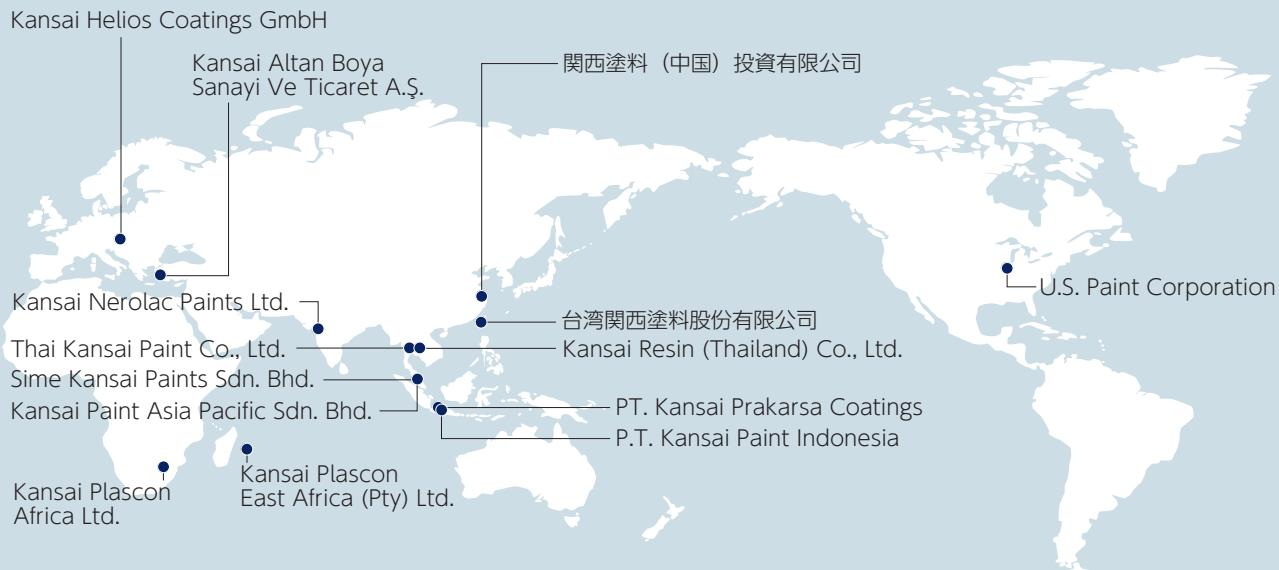 Kansai Helios Coatings GmbH
Kansai Altan Boya
Sanayi Ve Ticaret A.Ş.
関西塗料（中国）投資有限公司
U.S. Paint Corporation
Kansai Nerolac Paints Ltd.
台湾関西塗料股份有限公司
Thai Kansai Paint Co., Ltd.
Kansai Resin (Thailand) Co., Ltd.
Sime Kansai Paints Sdn. Bhd.
Kansai Paint Asia Pacific Sdn. Bhd.
PT. Kansai Prakarsa Coatings
P.T. Kansai Paint Indonesia
Kansai Plascon
East Africa (Pty) Ltd.
Kansai Plascon
Africa Ltd.